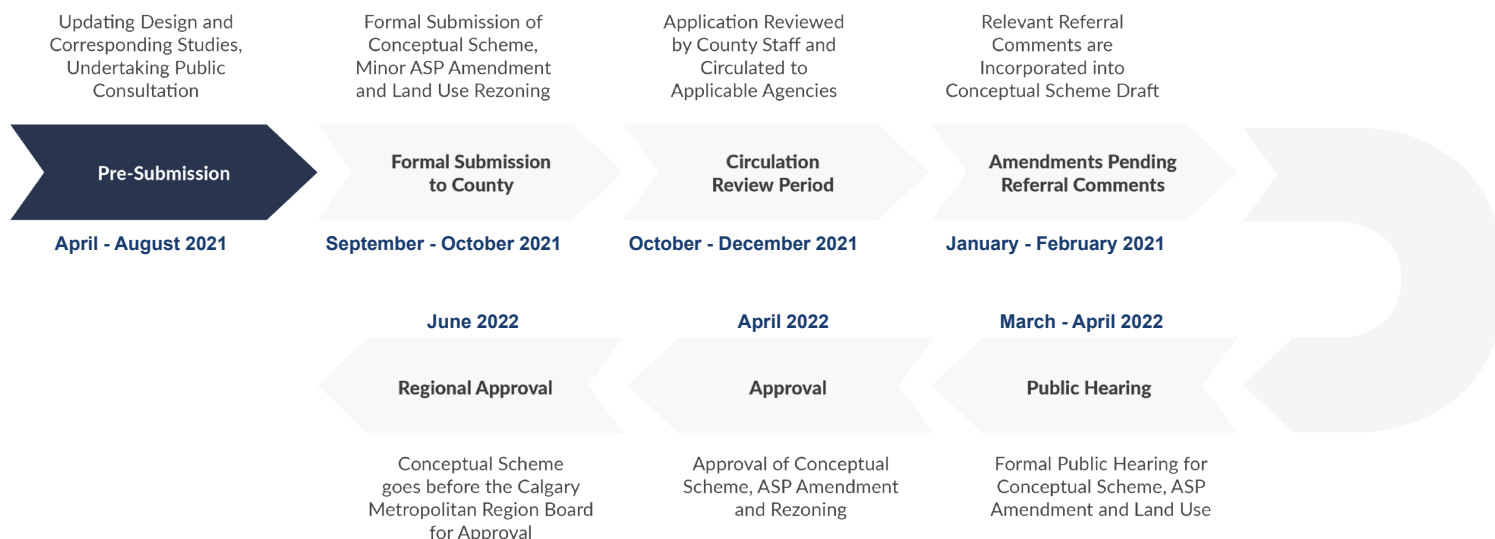 Updating Design and
Corresponding Studies,
Undertaking Public
Consultation
Pre-Submission
April - August 2021
Formal Submission of
Conceptual Scheme,
Minor ASP Amendment
and Land Use Rezoning
Formal Submission
to County
September - October 2021
Application Reviewed
by County Staff and
Circulated to
Applicable Agencies
Circulation
Review Period
October - December 2021
Relevant Referral
Comments are
Incorporated into
Conceptual Scheme Draft
Amendments Pending
Referral Comments
January - February 2021
March - April 2022
Public Hearing
Formal Public Hearing for
Conceptual Scheme, ASP
Amendment and Land Use
April 2022
Approval
Approval of Conceptual
Scheme, ASP Amendment
and Rezoning
June 2022
Regional Approval
Conceptual Scheme
goes before the Calgary
Metropolitan Region Board
for Approval